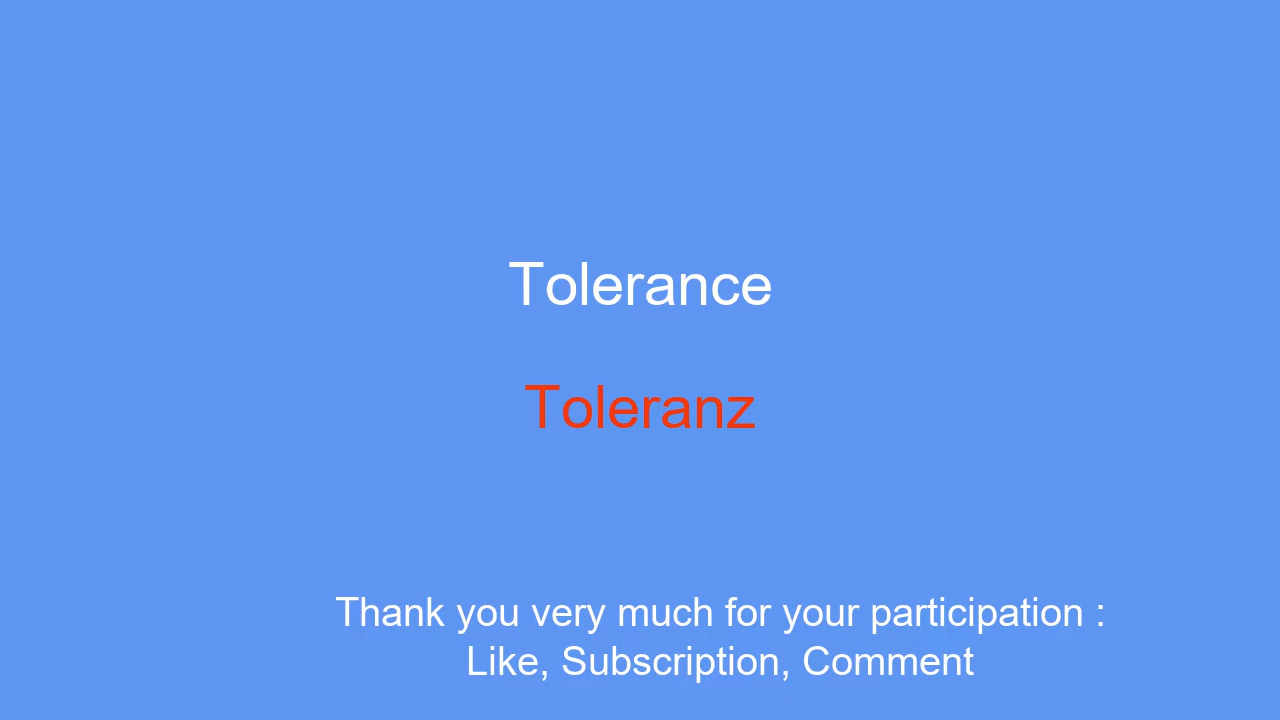 Tolerance
Toleranz
Thank you very much for your participation :
Like, Subscription, Comment